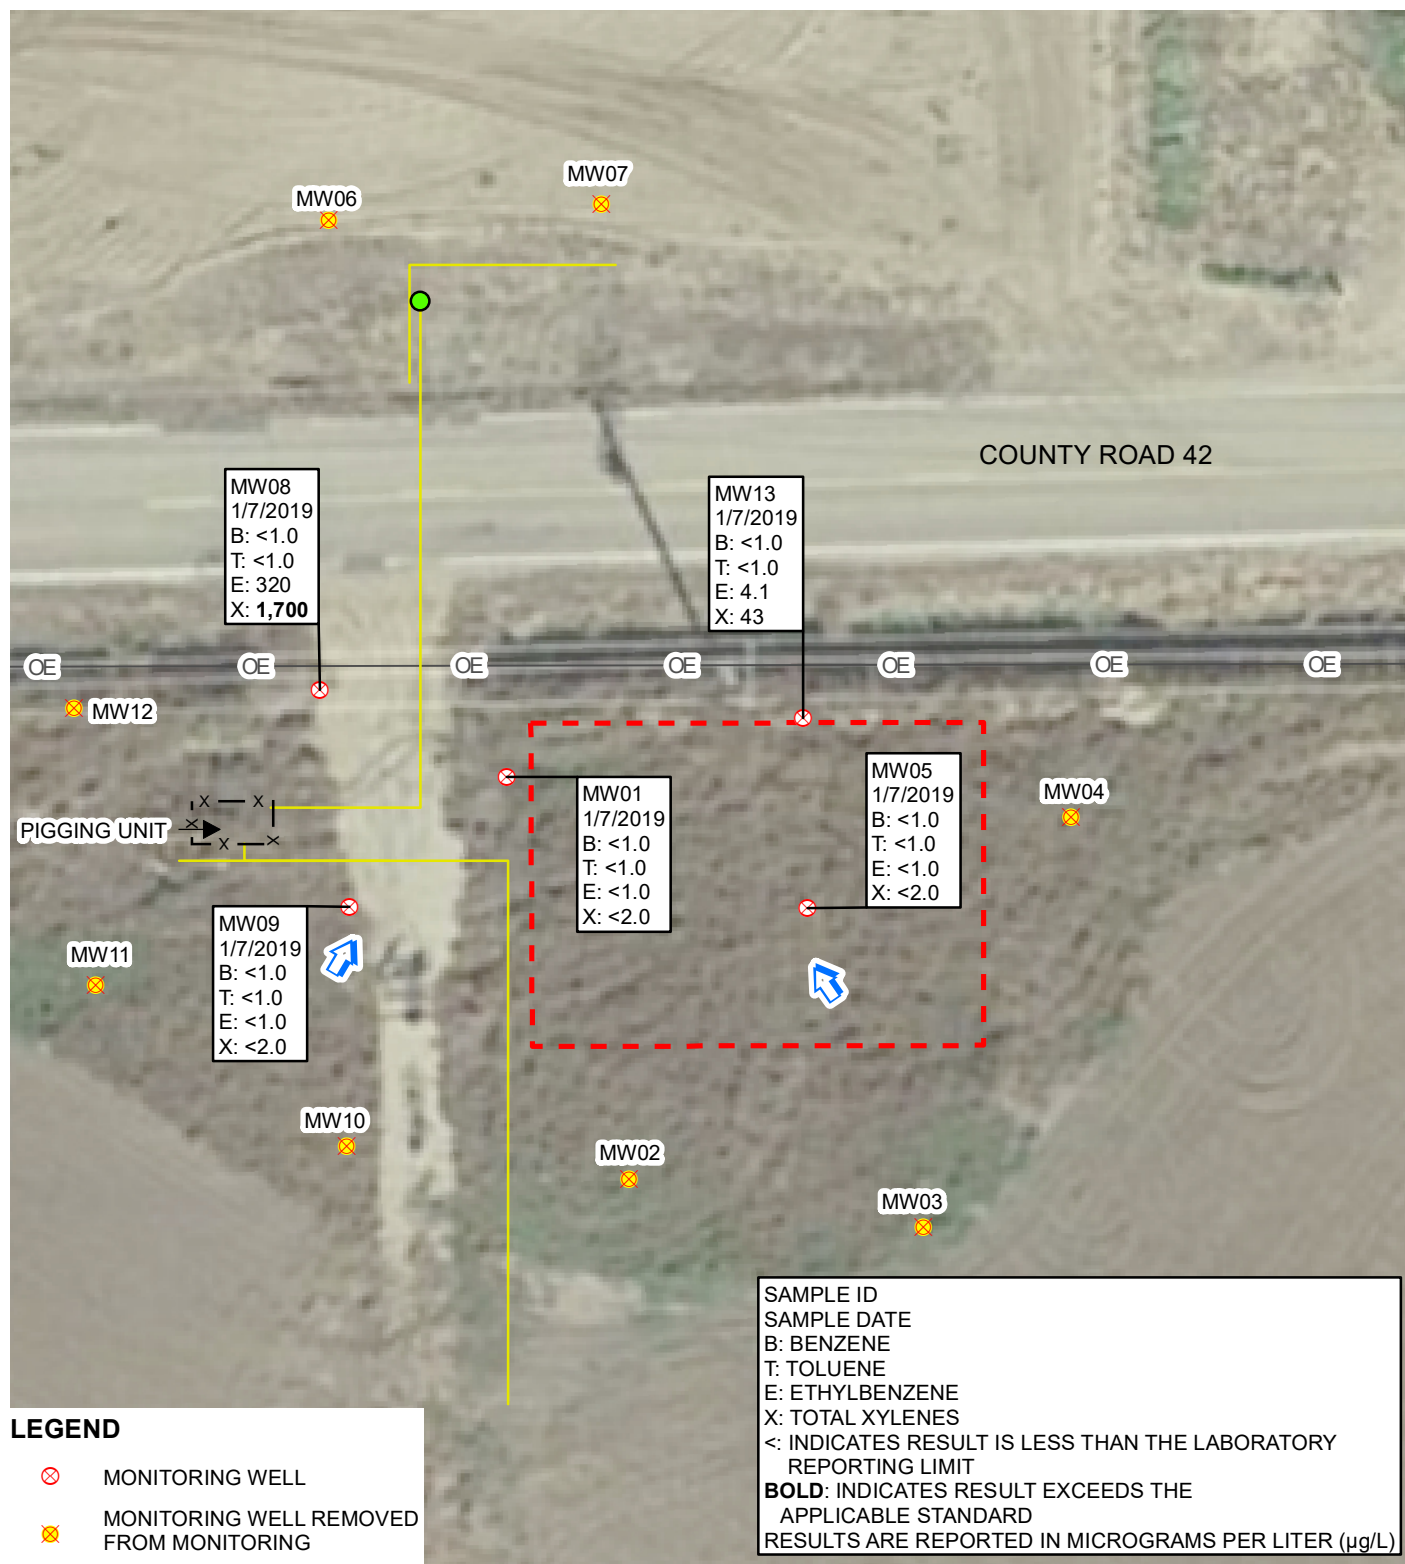 MW07
MW06
COUNTY ROAD 42
MW08
1/7/2019
B: <1.0
T: <1.0
E: 320
X: 1,700
MW13
1/7/2019
B: <1.0
T: <1.0
E: 4.1
X: 43
OE
OE
OE
OE
OE
OE
OE
MW12
MW05
1/7/2019
B: <1.0
T: <1.0
E: <1.0
X: <2.0
MW01
1/7/2019
B: <1.0
T: <1.0
E: <1.0
X: <2.0
MW04
X X
X
X X
PIGGING UNIT
MW09
1/7/2019
B: <1.0
T: <1.0
E: <1.0
X: <2.0
MW11
MW10
MW02
MW03
SAMPLE ID
SAMPLE DATE
B: BENZENE
T: TOLUENE
E: ETHYLBENZENE
X: TOTAL XYLENES
<: INDICATES RESULT IS LESS THAN THE LABORATORY
REPORTING LIMIT
BOLD: INDICATES RESULT EXCEEDS THE
APPLICABLE STANDARD
RESULTS ARE REPORTED IN MICROGRAMS PER LITER (µg/L)
LEGEND
MONITORING WELL
MONITORING WELL REMOVED
FROM MONITORING